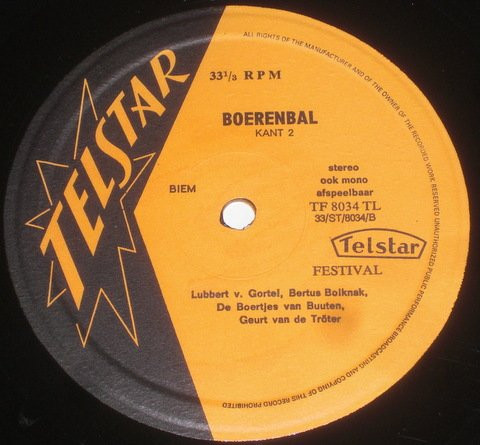 ALL RIGHTS OF THE MANUFACTURER AND OF THE OWNER OF THE RECORDED WORK RESERVED UNAUTHORIZED PUBLIC PERFORMANCE BROADCASTING AND COPYING OF THIS RECORD PROHIBITED
TELSTAR
33¹/₃ RPM
BOERENBAL
KANT 2
BIEM
stereo
ook mono
afspeelbaar
TF 8034 TL
33/ST/8034/B
Telstar
FESTIVAL
Lubbert v. Gortel, Bertus Bolknak,
De Boertjes van Buuten,
Geurt van de Tröter